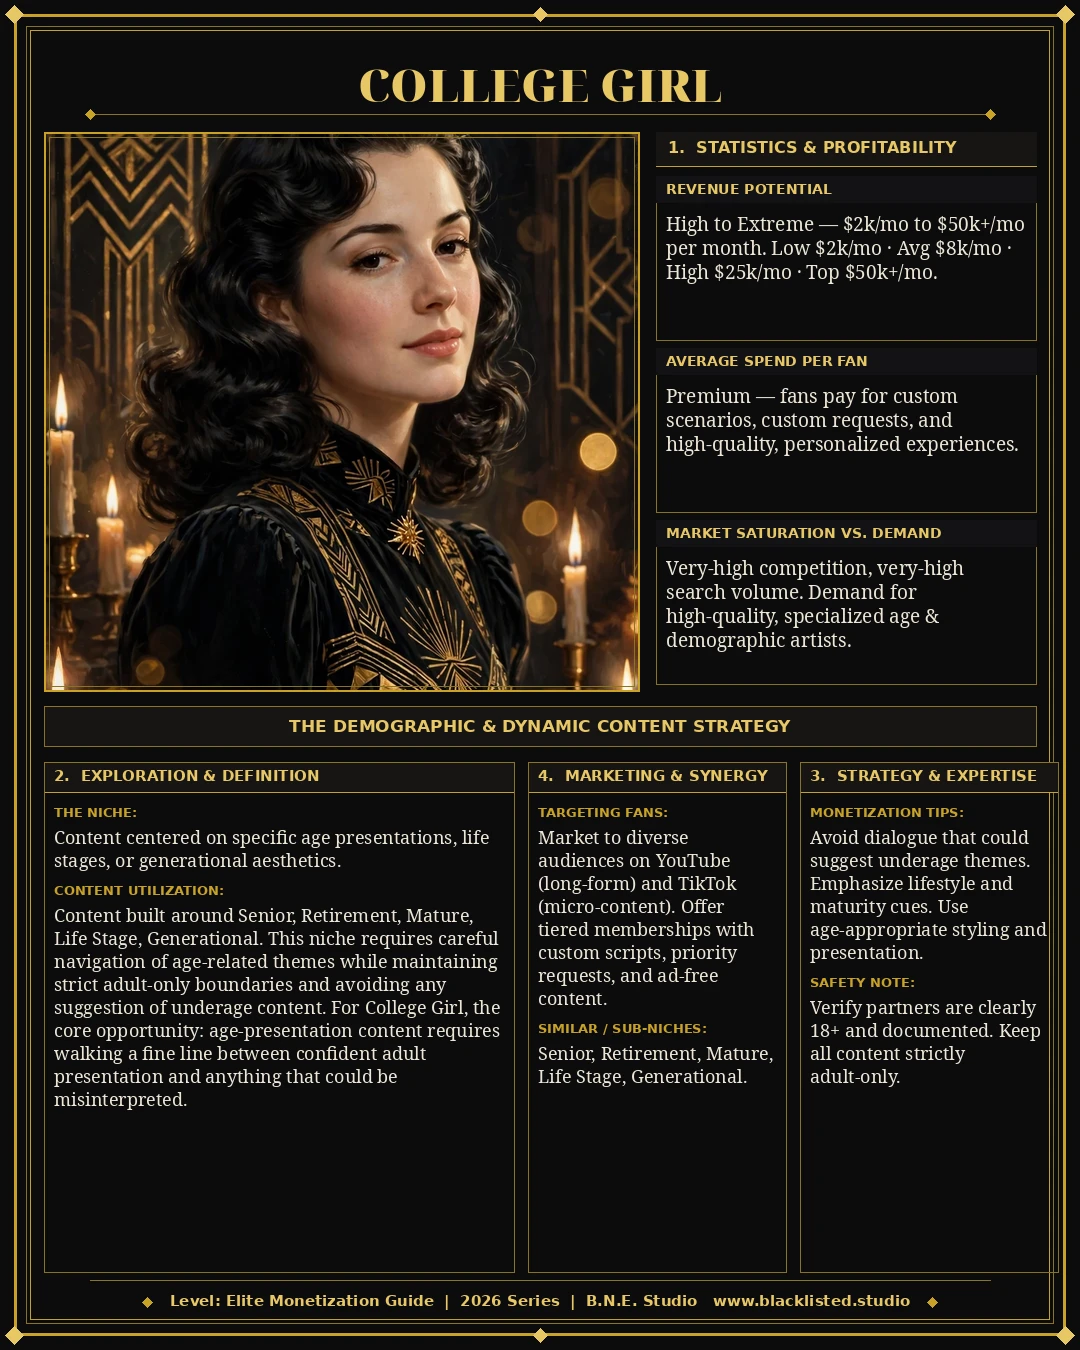 COLLEGE GIRL
1. STATISTICS & PROFITABILITY
REVENUE POTENTIAL
High to Extreme — $2k/mo to $50k+/mo
per month. Low $2k/mo · Avg $8k/mo ·
High $25k/mo · Top $50k+/mo.
AVERAGE SPEND PER FAN
Premium — fans pay for custom
scenarios, custom requests, and
high-quality, personalized experiences.
MARKET SATURATION VS. DEMAND
Very-high competition, very-high
search volume. Demand for
high-quality, specialized age &
demographic artists.
THE DEMOGRAPHIC & DYNAMIC CONTENT STRATEGY
2. EXPLORATION & DEFINITION
THE NICHE:
Content centered on specific age presentations, life
stages, or generational aesthetics.
CONTENT UTILIZATION:
Content built around Senior, Retirement, Mature,
Life Stage, Generational. This niche requires careful
navigation of age-related themes while maintaining
strict adult-only boundaries and avoiding any
suggestion of underage content. For College Girl, the
core opportunity: age-presentation content requires
walking a fine line between confident adult
presentation and anything that could be
misinterpreted.
4. MARKETING & SYNERGY
TARGETING FANS:
Market to diverse
audiences on YouTube
(long-form) and TikTok
(micro-content). Offer
tiered memberships with
custom scripts, priority
requests, and ad-free
content.
SIMILAR / SUB-NICHES:
Senior, Retirement, Mature,
Life Stage, Generational.
3. STRATEGY & EXPERTISE
MONETIZATION TIPS:
Avoid dialogue that could
suggest underage themes.
Emphasize lifestyle and
maturity cues. Use
age-appropriate styling and
presentation.
SAFETY NOTE:
Verify partners are clearly
18+ and documented. Keep
all content strictly
adult-only.
Level: Elite Monetization Guide | 2026 Series | B.N.E. Studio www.blacklisted.studio